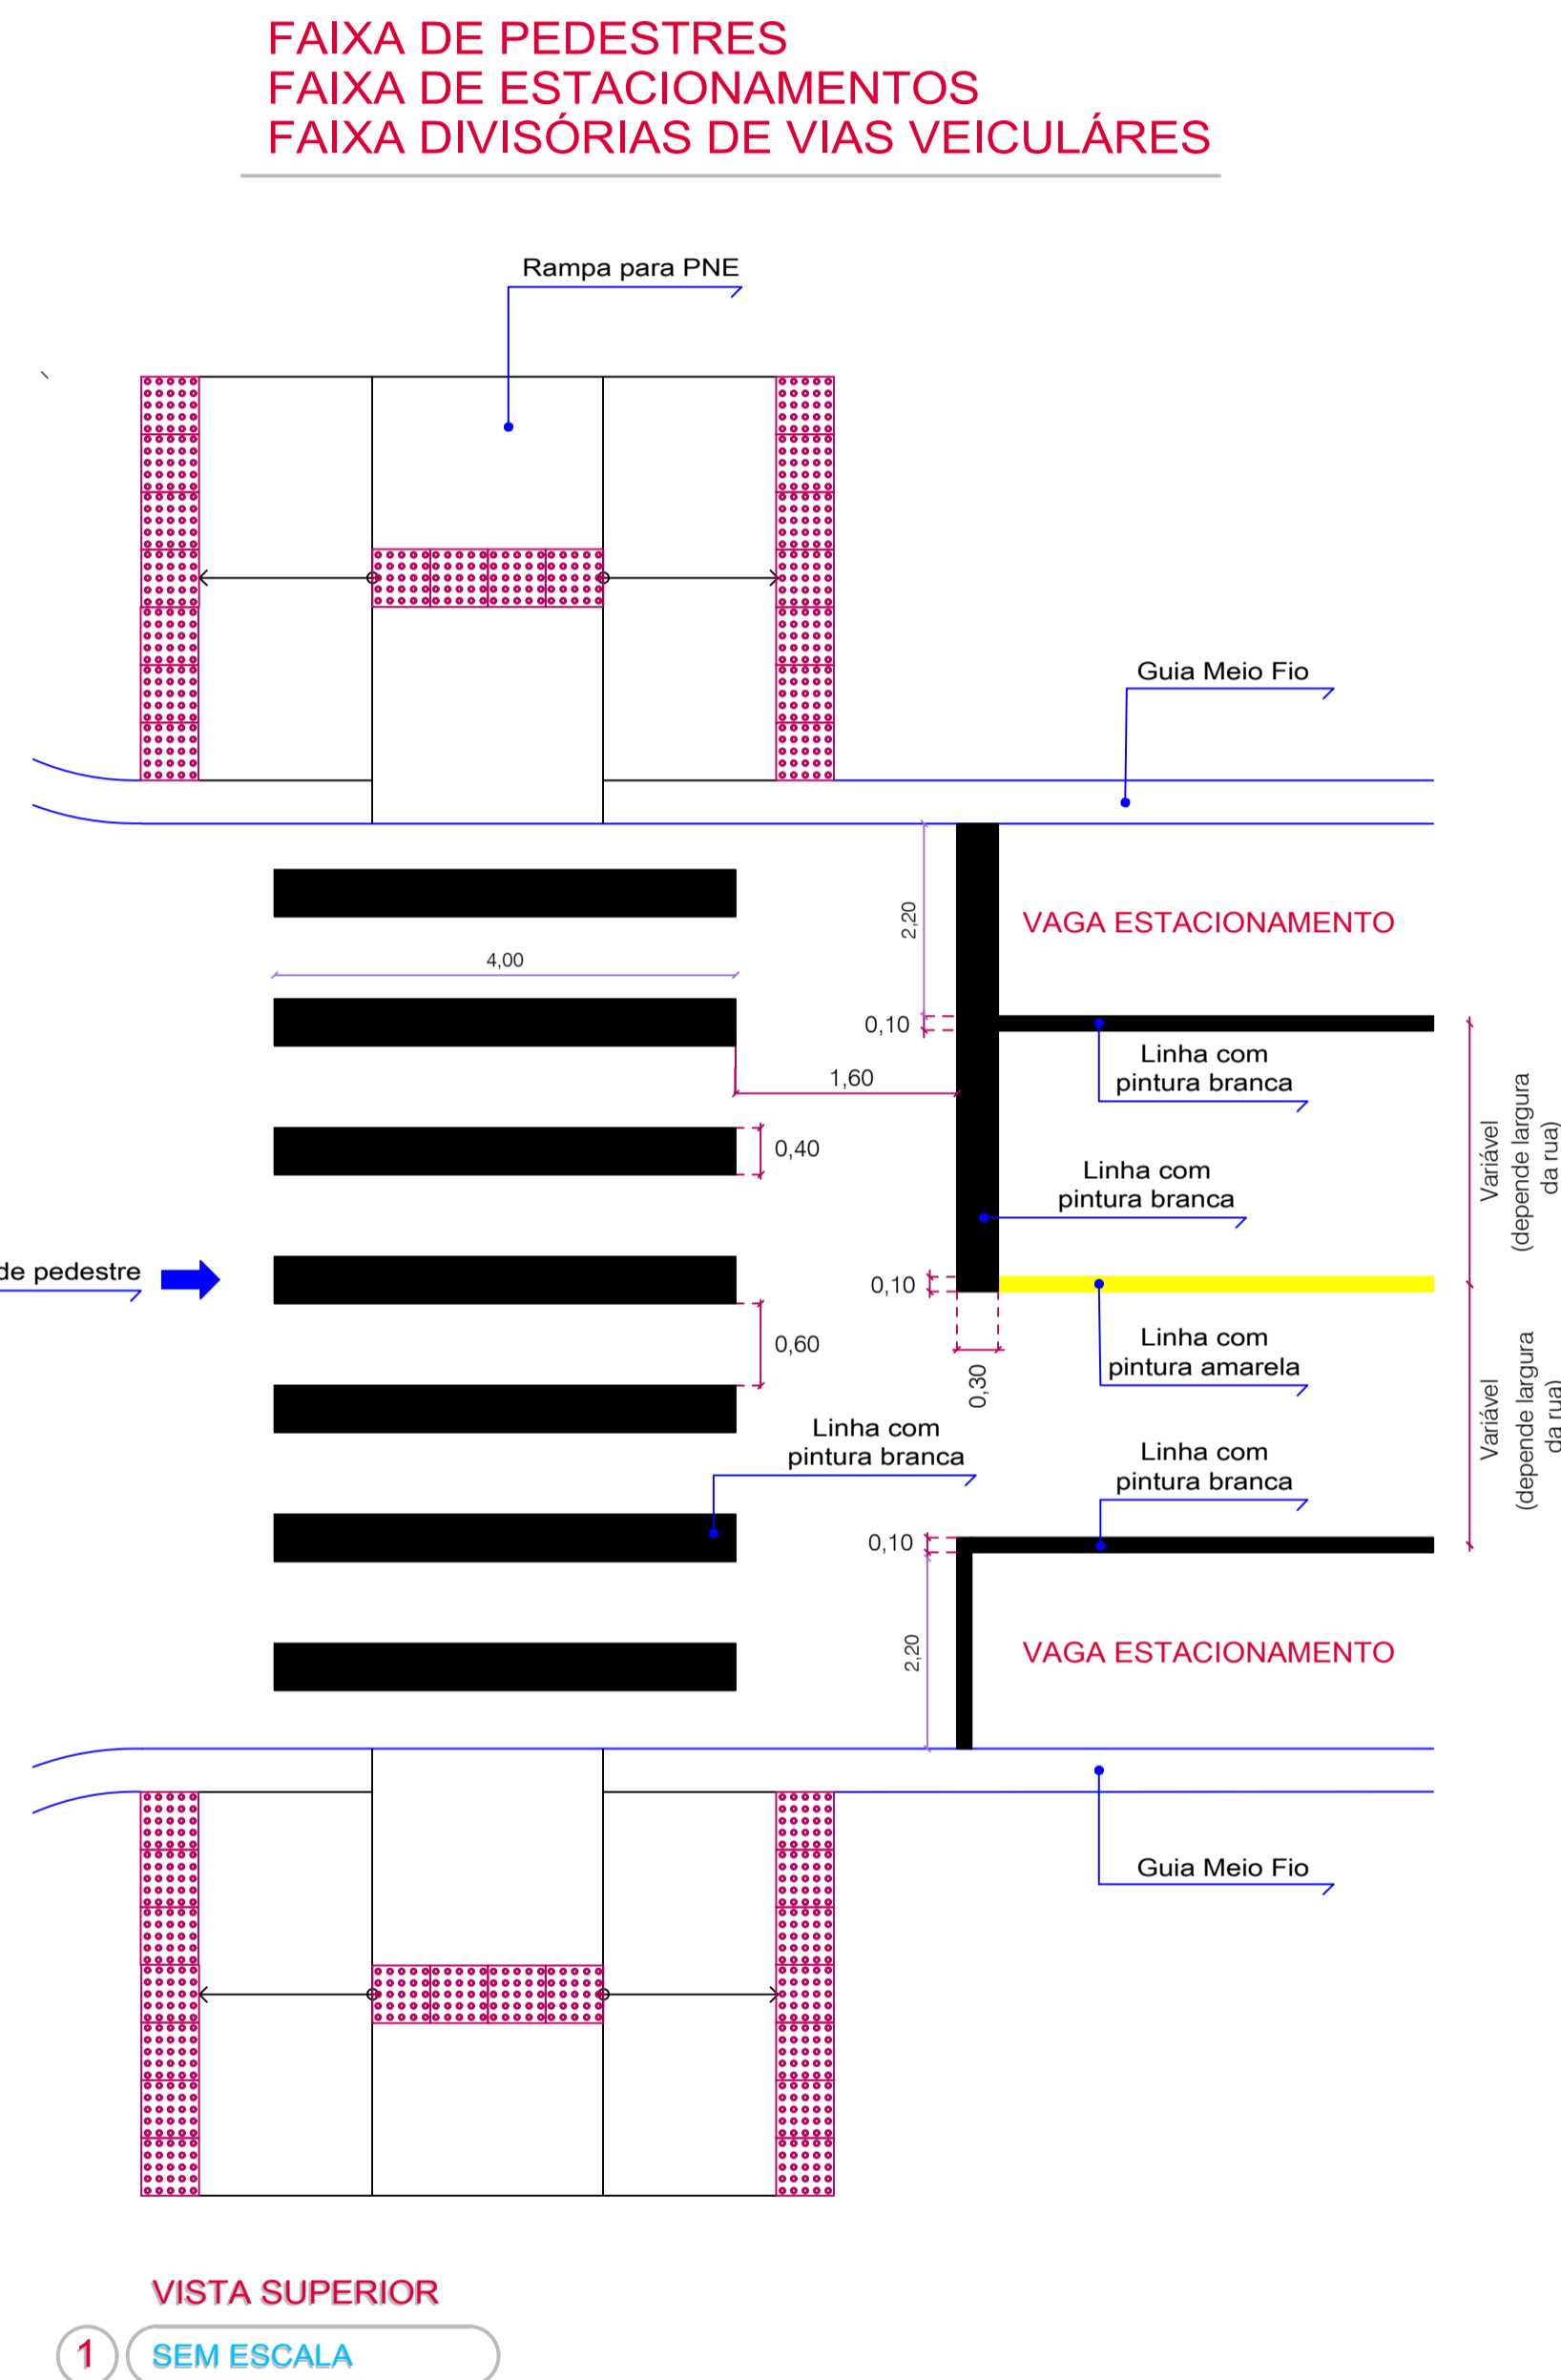 FAIXA DE PEDESTRES
FAIXA DE ESTACIONAMENTOS
FAIXA DIVISÓRIAS DE VIAS VEICULÁRES
Rampa para PNE
Guia Meio Fio
2,20
VAGA ESTACIONAMENTO
4,00
0,10
Linha com
pintura branca
1,60
0,40
Variável
(depende largura
da rua)
Linha com
pintura branca
de pedestre
0,10
0,60
Linha com
pintura amarela
0,30
Variável
(depende largura
da rua)
Linha com
pintura branca
Linha com
pintura branca
0,10
2,20
VAGA ESTACIONAMENTO
Guia Meio Fio
VISTA SUPERIOR
1
SEM ESCALA